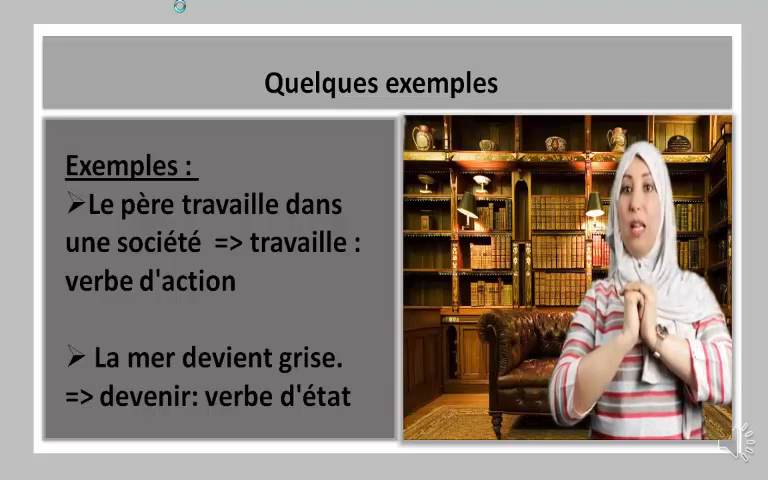 Quelques exemples
Exemples :
➢Le père travaille dans
une société => travaille :
verbe d'action
➢ La mer devient grise.
=> devenir: verbe d'état